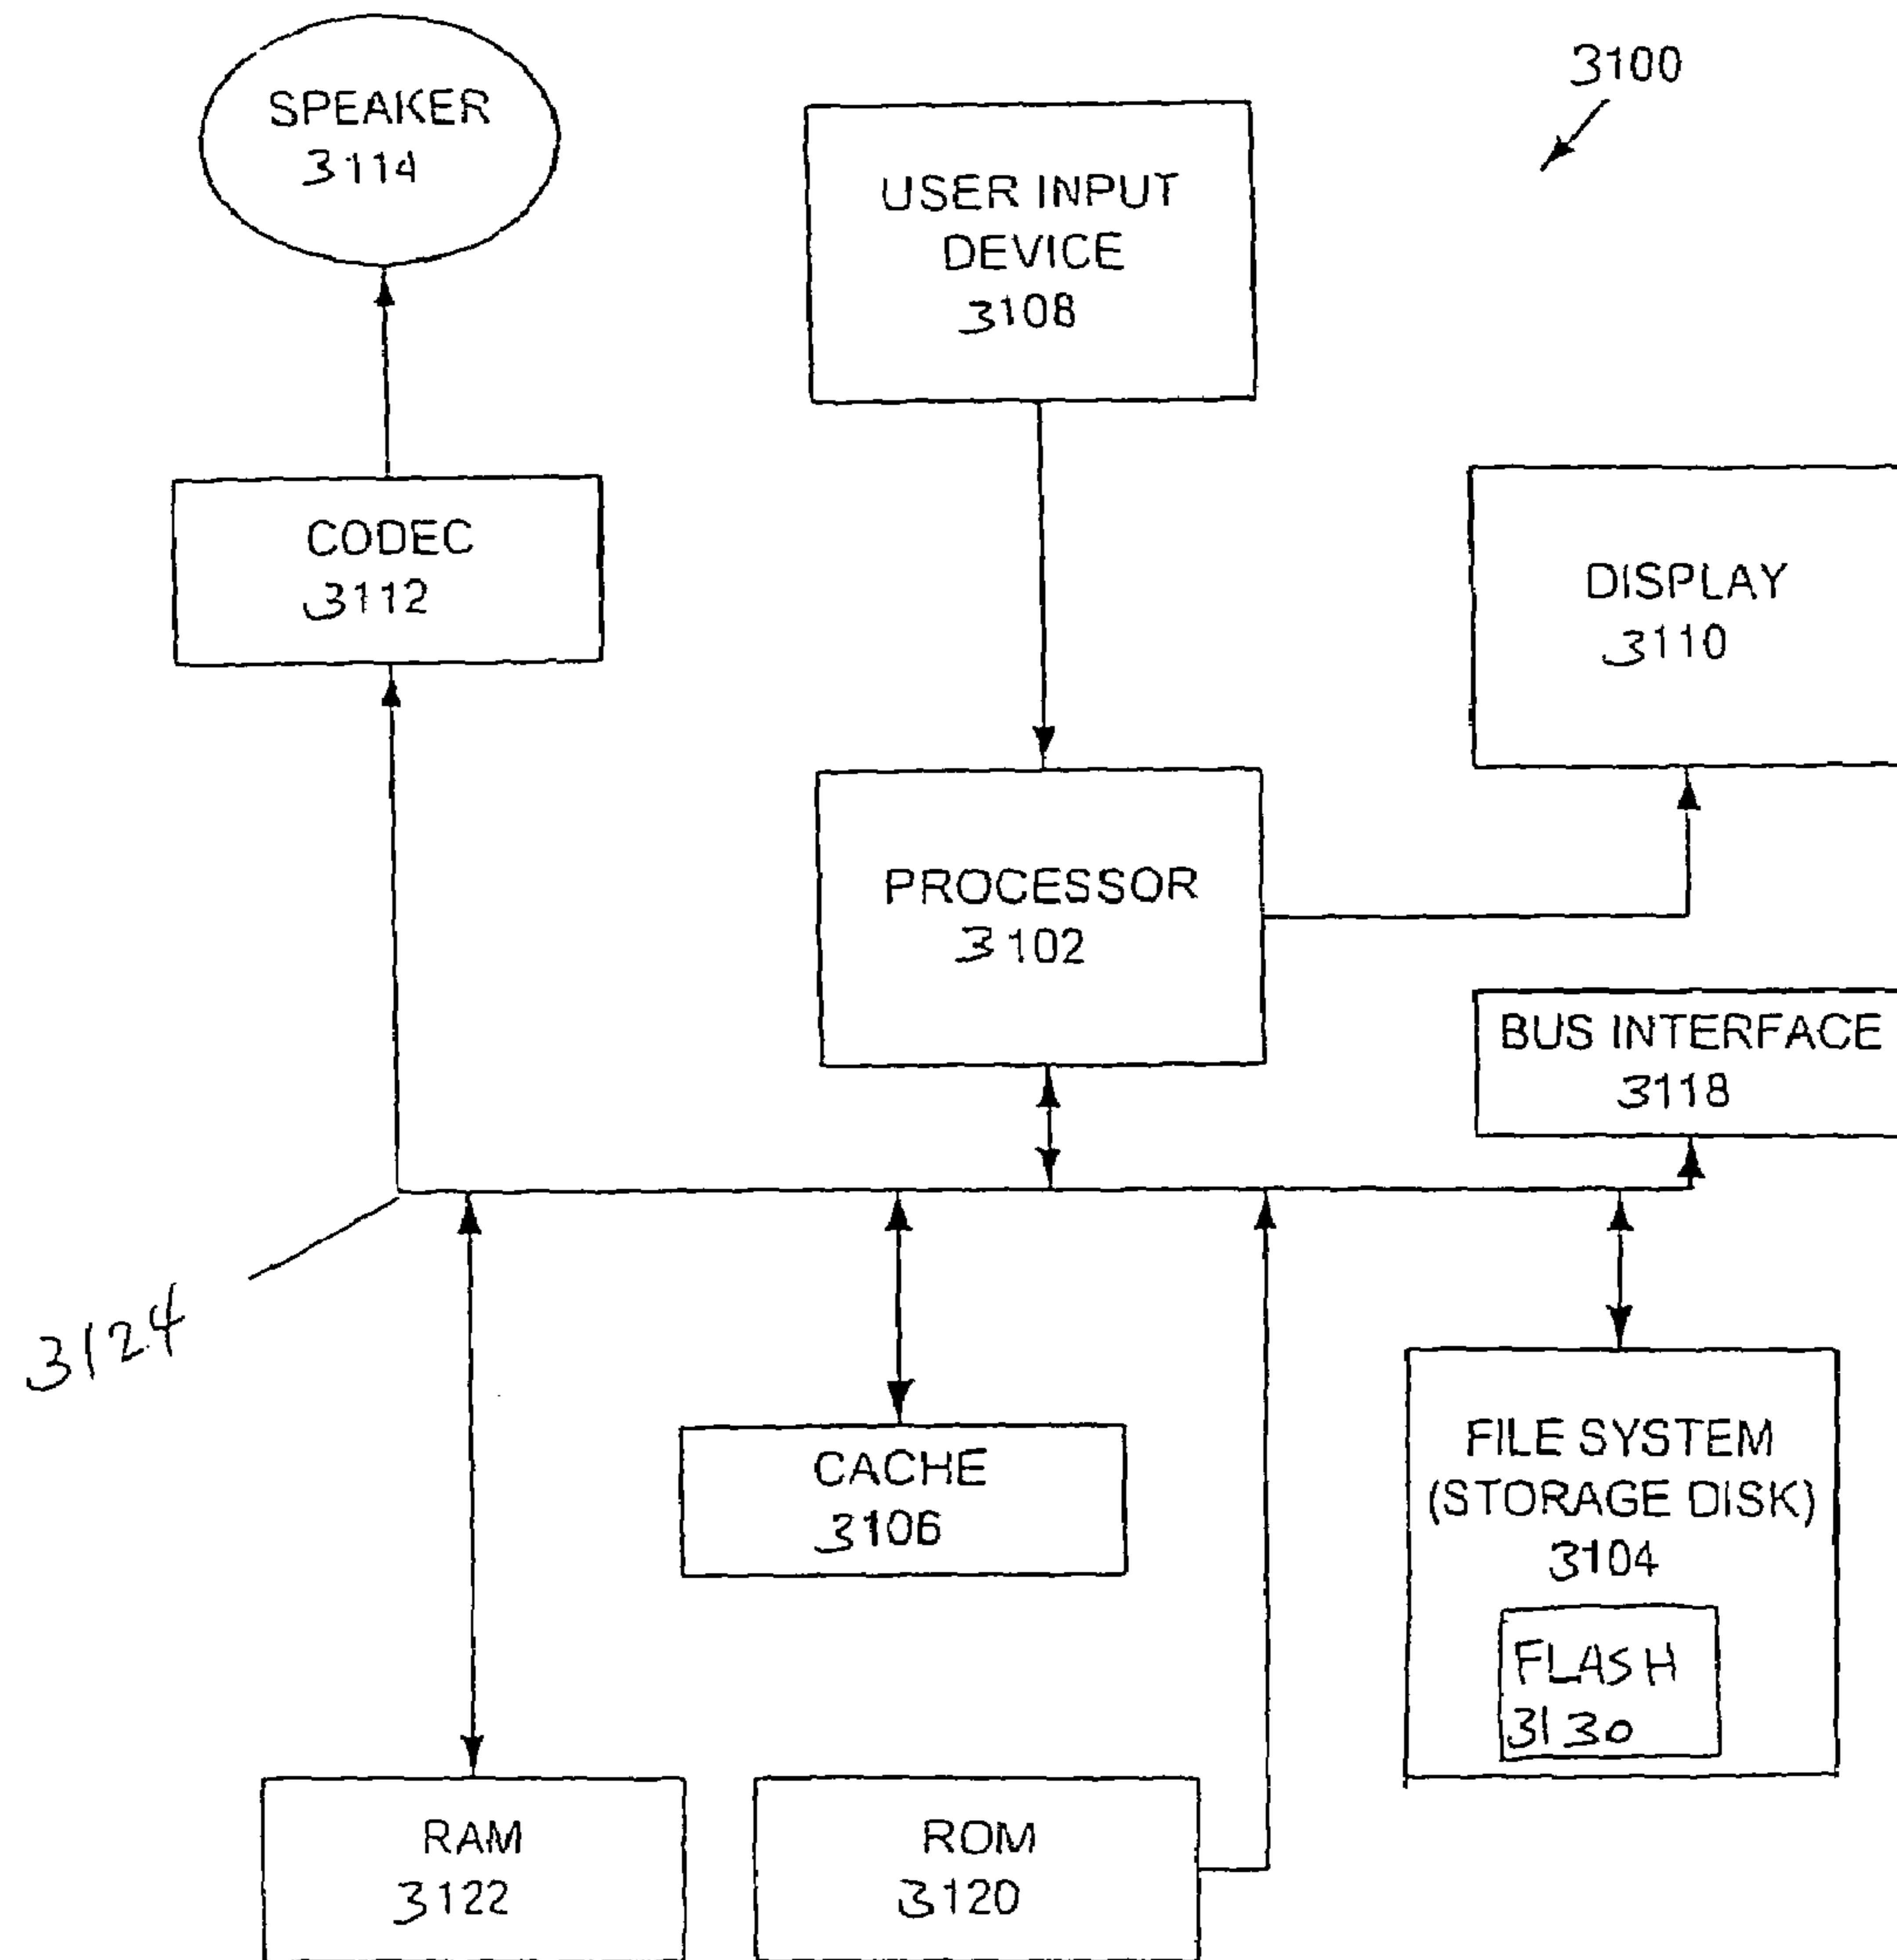 3100
SPEAKER
3114
USER INPUT
DEVICE
3108
CODEC
3112
DISPLAY
3110
PROCESSOR
3102
BUS INTERFACE
3118
3124
CACHE
3106
FILE SYSTEM
(STORAGE DISK)
3104
FLASH
3130
RAM
3122
ROM
3120